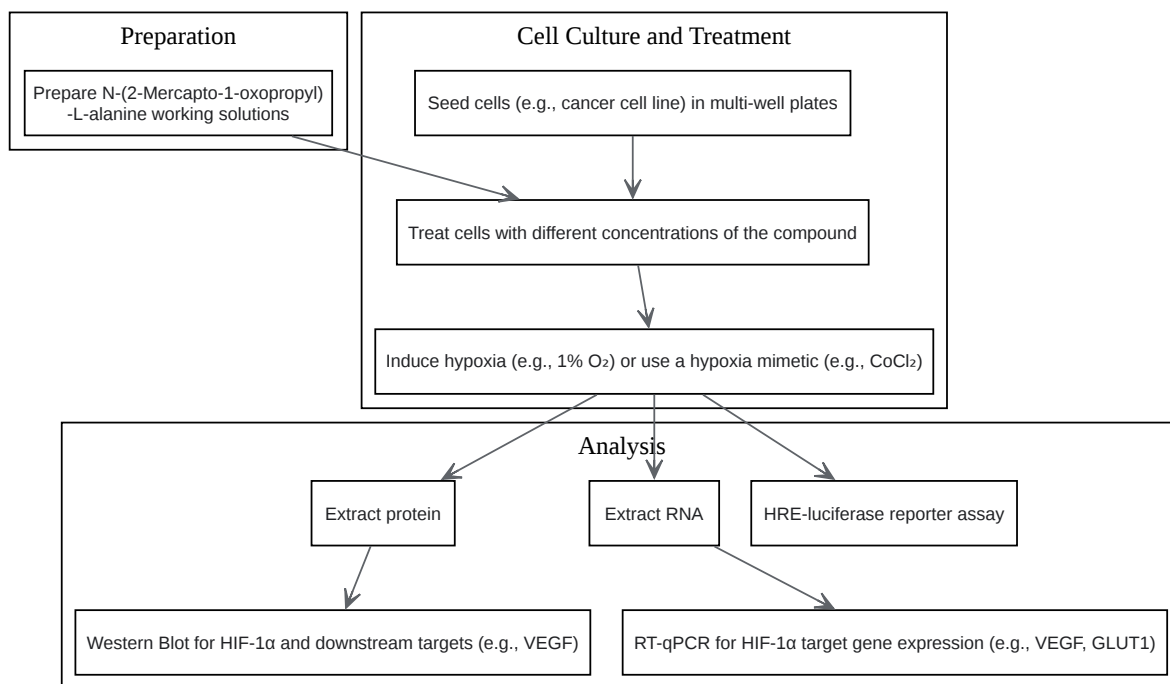 Preparation
Prepare N-(2-Mercapto-1-oxopropyl)
-L-alanine working solutions
Cell Culture and Treatment
Seed cells (e.g., cancer cell line) in multi-well plates
Treat cells with different concentrations of the compound
Induce hypoxia (e.g., 1% O₂) or use a hypoxia mimetic (e.g., CoCl₂)
Analysis
Extract protein
Extract RNA
HRE-luciferase reporter assay
Western Blot for HIF-1α and downstream targets (e.g., VEGF)
RT-qPCR for HIF-1α target gene expression (e.g., VEGF, GLUT1)